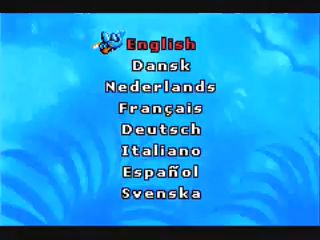 English
Dansk
Nederlands
Français
Deutsch
Italiano
Español
Svenska